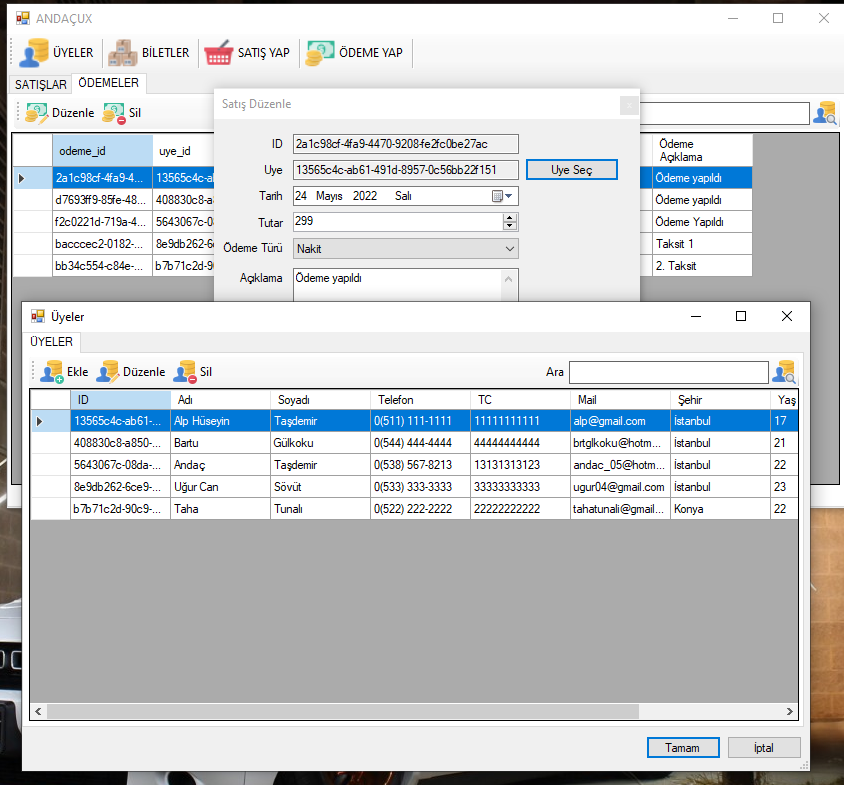 ANDAÇUX
ÜYELER BİLETLER SATIŞ YAP ÖDEME YAP
SATIŞLAR ÖDEMELER
Düzenle Sil
odeme_id uye_id Ödeme Açıklama
2a1c98cf-4fa9-4... 13565c4c-ab Ödeme yapıldı
d7693ff9-85fe-48... 408830c8-a Ödeme yapıldı
f2c0221d-719a-4... 5643067c-0 Ödeme Yapıldı
bacccec2-0182-... 8e9db262-6 Taksit 1
bb34c554-c84e-... b7b71c2d-9 2. Taksit
Satış Düzenle
ID 2a1c98cf-4fa9-4470-9208-fe2fc0be27ac
Uye 13565c4c-ab61-491d-8957-0c56bb22f151 Uye Seç
Tarih 24 Mayıs 2022 Salı
Tutar 299
Ödeme Türü Nakit
Açıklama Ödeme yapıldı
Üyeler
ÜYELER
Ekle Düzenle Sil Ara
ID Adı Soyadı Telefon TC Mail Şehir Yaş
13565c4c-ab61-... Alp Hüseyin Taşdemir 0(511) 111-1111 11111111111 alp@gmail.com İstanbul 17
408830c8-a850-... Bartu Gülkoku 0(544) 444-4444 44444444444 brtglkoku@hotm... İstanbul 21
5643067c-08da-... Andaç Taşdemir 0(538) 567-8213 13131313123 andac_05@hotm... İstanbul 22
8e9db262-6ce9-... Uğur Can Sövüt 0(533) 333-3333 33333333333 ugur04@gmail.com İstanbul 23
b7b71c2d-90c9-... Taha Tunalı 0(522) 222-2222 22222222222 tahatunali@gmail... Konya 22
Tamam İptal